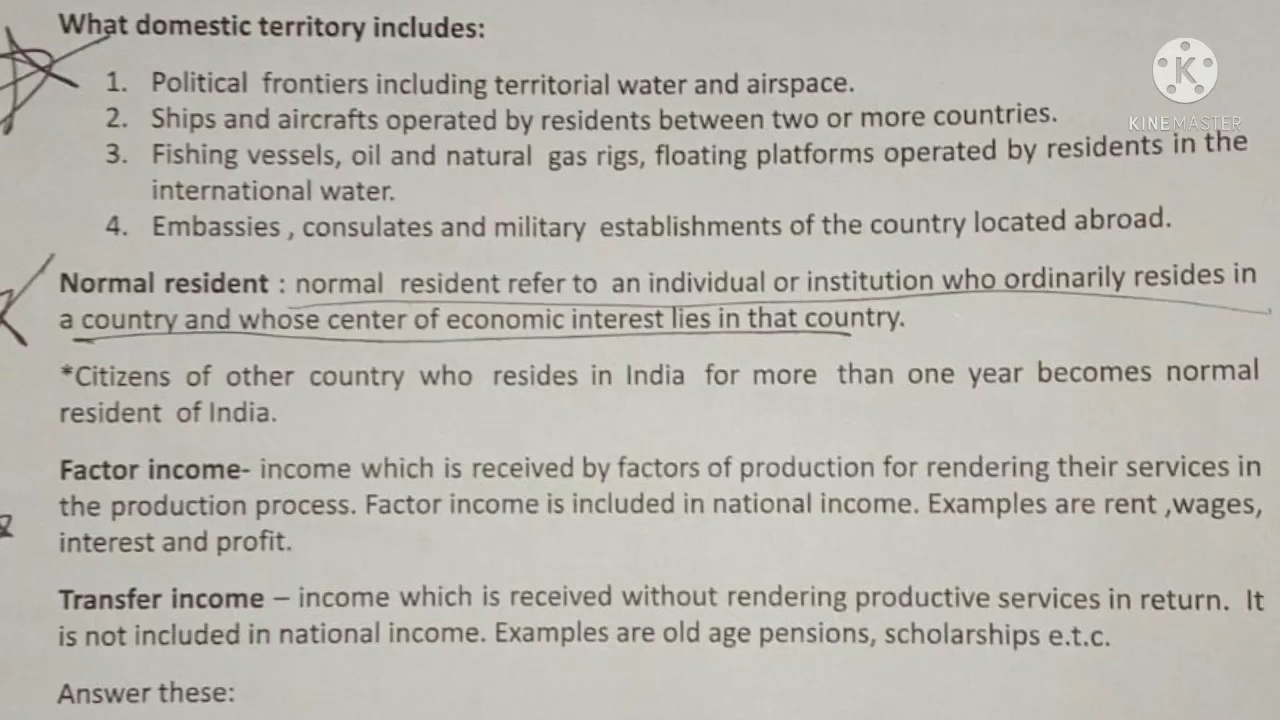 What domestic territory includes:
1. Political frontiers including territorial water and airspace.
2. Ships and aircrafts operated by residents between two or more countries.
3. Fishing vessels, oil and natural gas rigs, floating platforms operated by residents in the
international water.
4. Embassies , consulates and military establishments of the country located abroad.
Normal resident : normal resident refer to an individual or institution who ordinarily resides in
a country and whose center of economic interest lies in that country.
*Citizens of other country who resides in India for more than one year becomes normal
resident of India.
Factor income- income which is received by factors of production for rendering their services in
the production process. Factor income is included in national income. Examples are rent ,wages,
interest and profit.
Transfer income – income which is received without rendering productive services in return. It
is not included in national income. Examples are old age pensions, scholarships e.t.c.
Answer these:
K
KINEMASTER